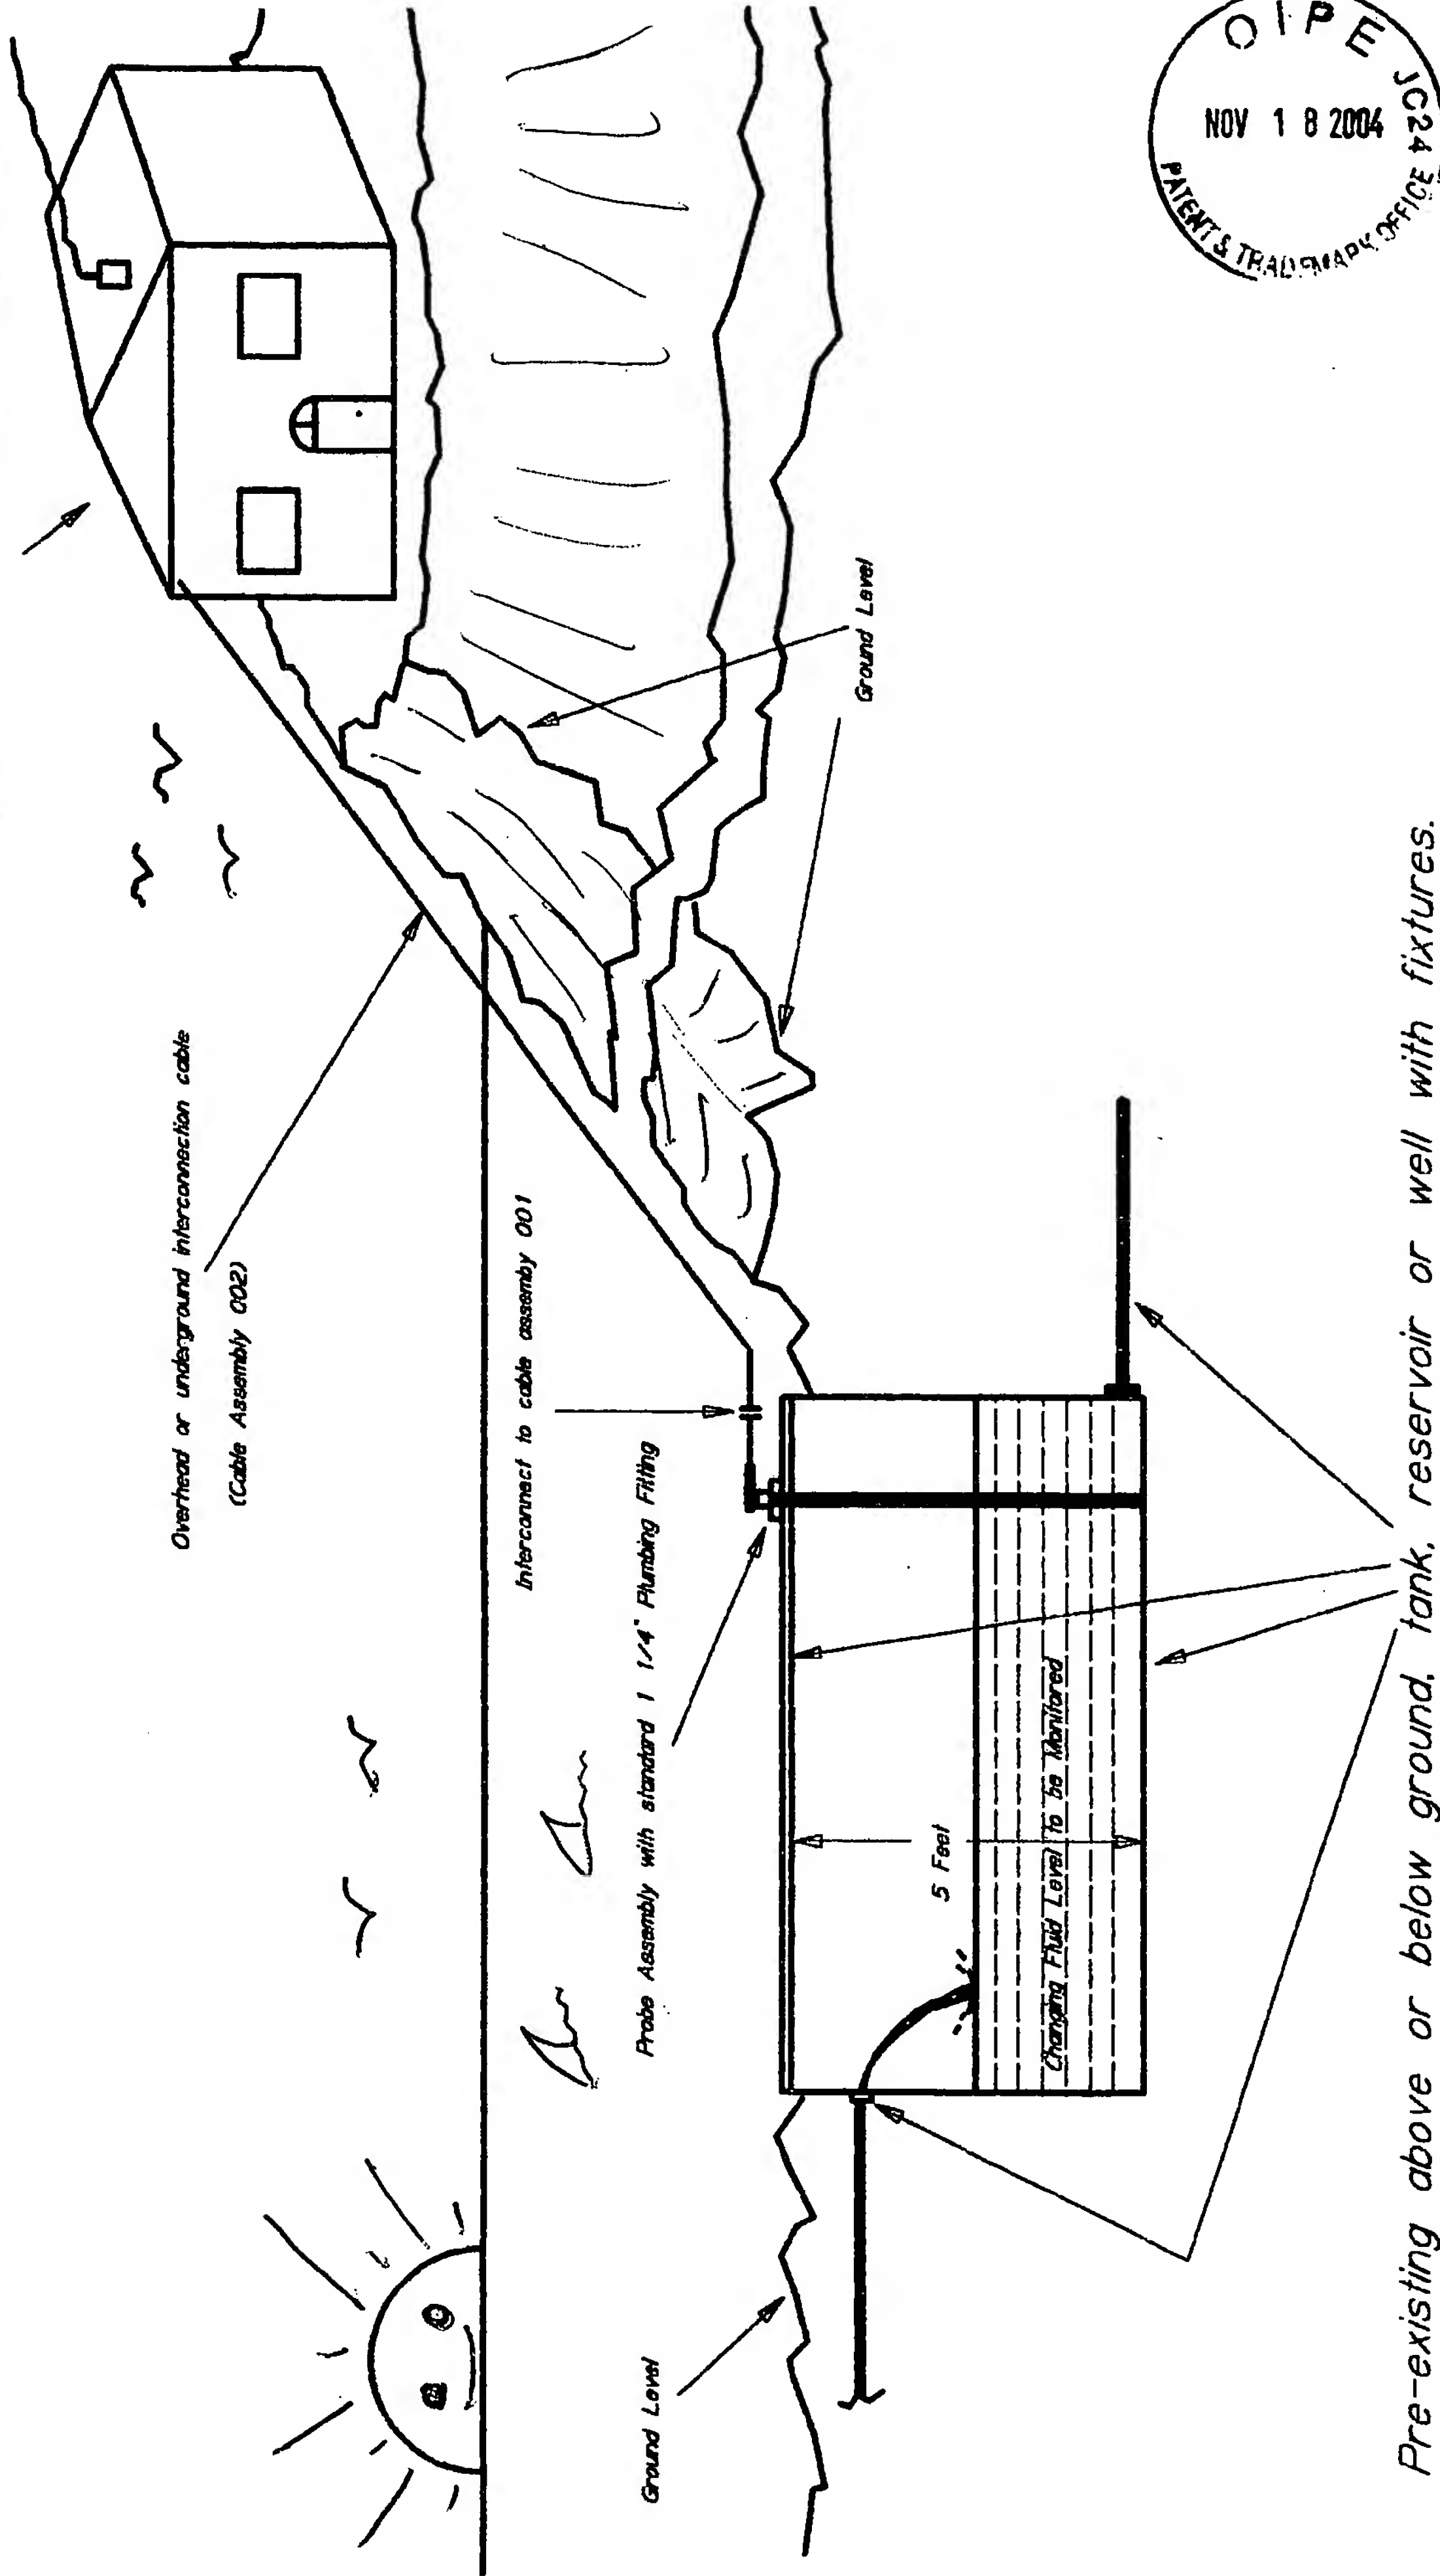 Overhead or underground interconnection cable
(Cable Assembly 002)
Interconnect to cable assembly 001
Probe Assembly with standard 1 1/4" Plumbing Fitting
Ground Level
Ground Level
5 Feet
Changing Fluid Level to be Monitored
Pre-existing above or below ground, tank, reservoir or well with fixtures.
OIPE JC24
NOV 18 2004
PATENT & TRADEMARK OFFICE